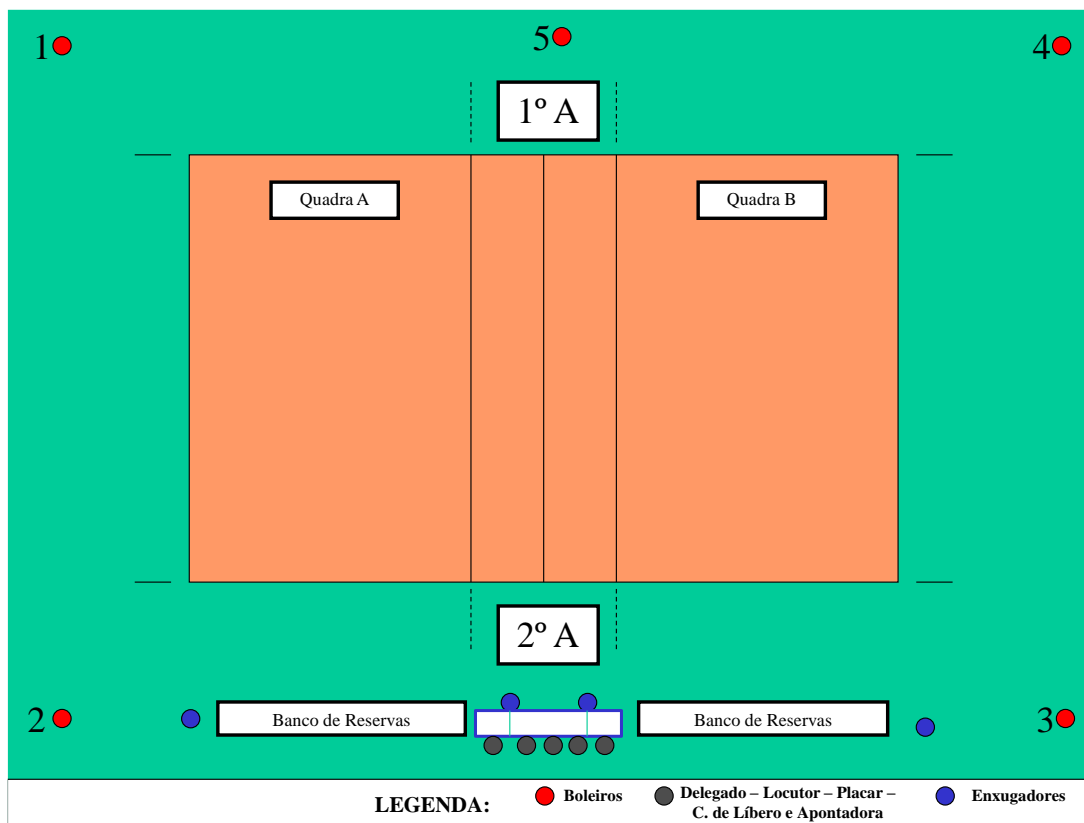 1
5
4
1º A
Quadra A
Quadra B
2º A
2
Banco de Reservas
Banco de Reservas
3
LEGENDA:
Boleiros
Delegado – Locutor – Placar –
C. de Líbero e Apontadora
Enxugadores